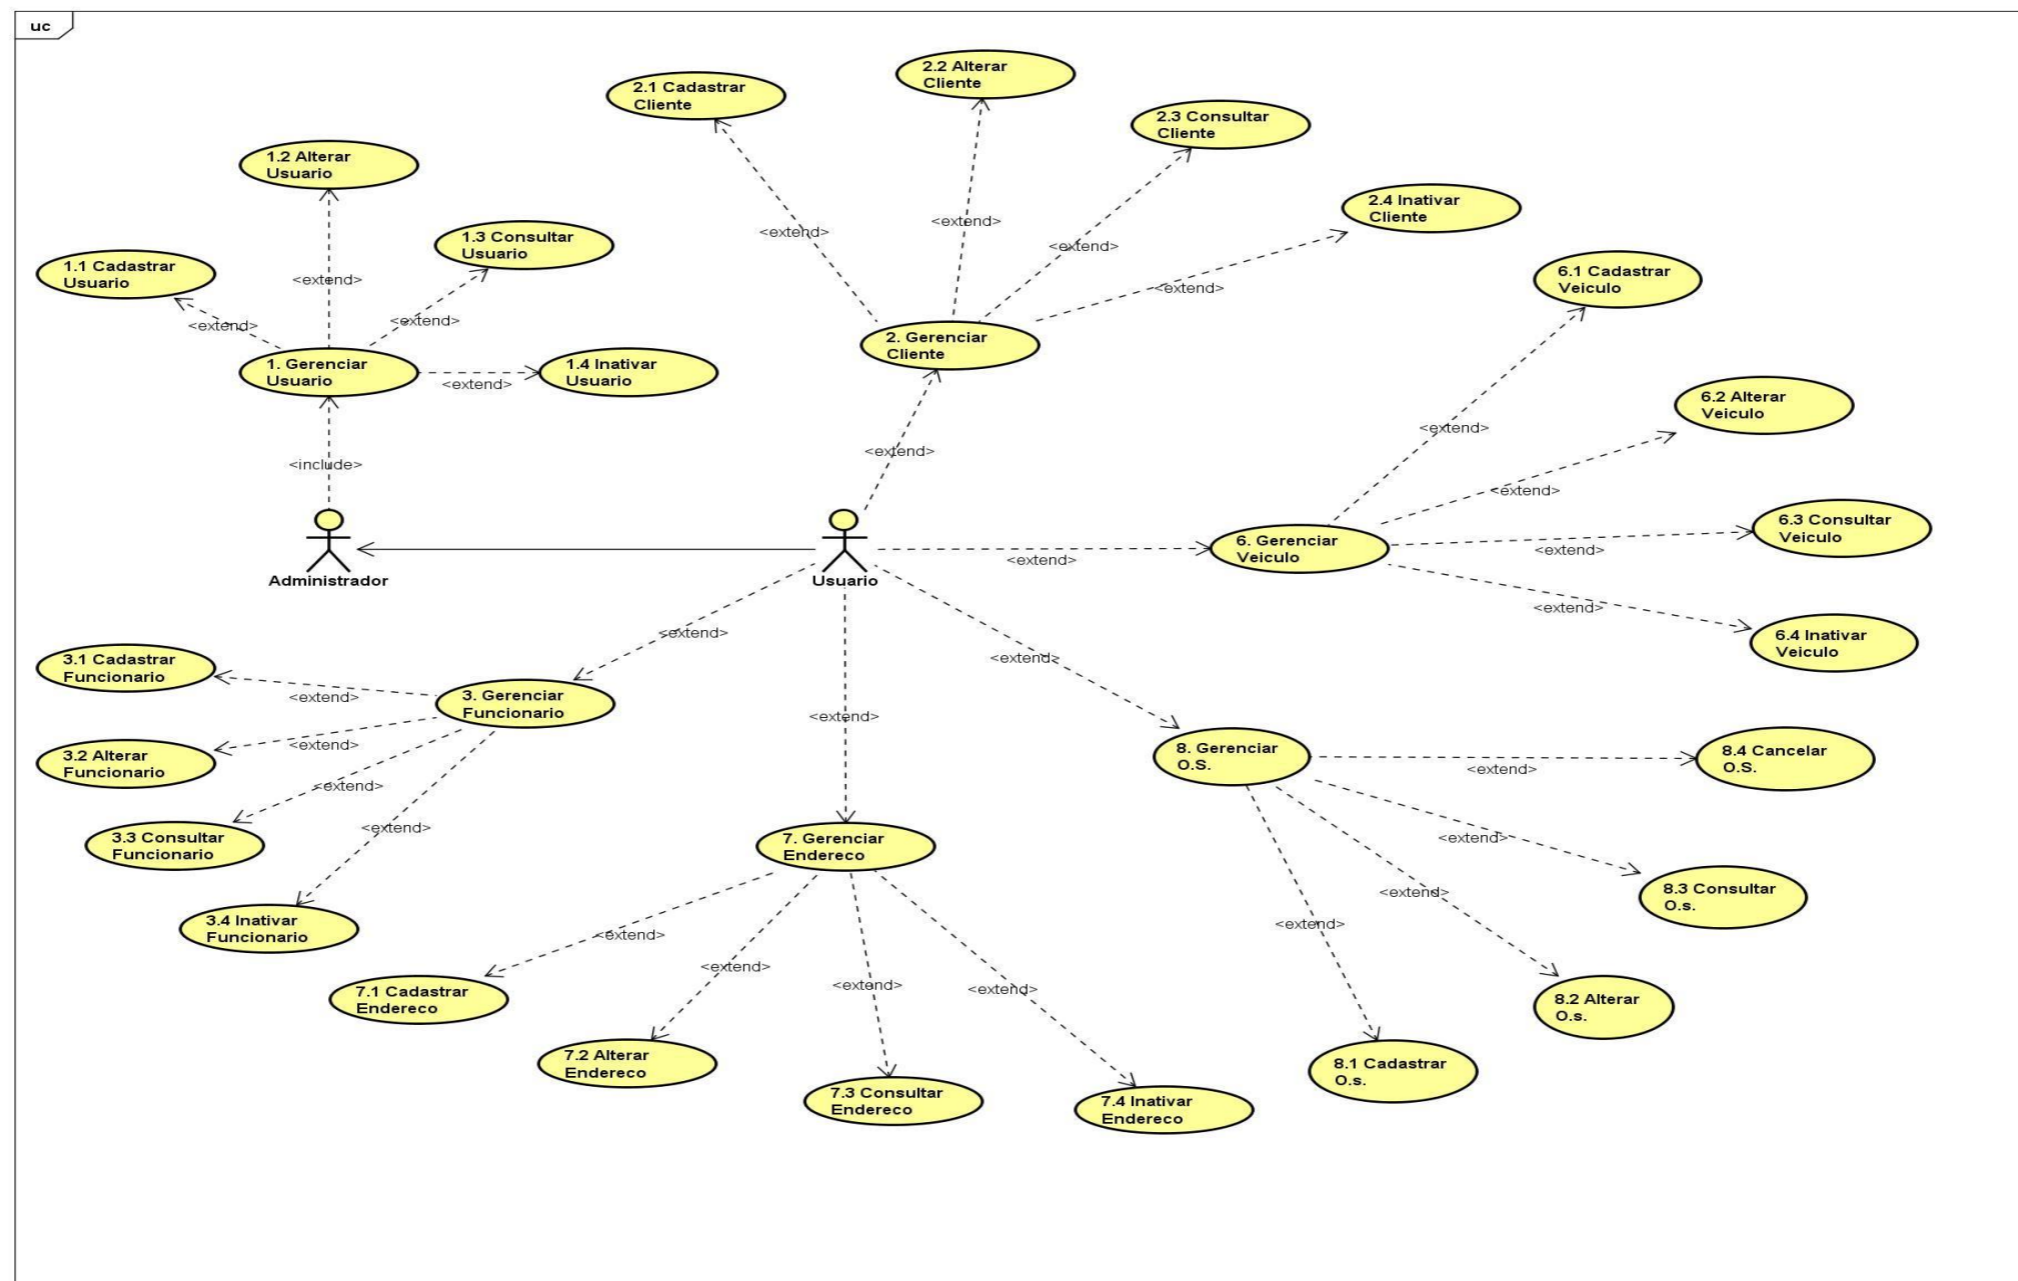 uc
2.1 Cadastrar
Cliente
2.2 Alterar
Cliente
2.3 Consultar
Cliente
1.2 Alterar
Usuario
2.4 Inativar
Cliente
1.3 Consultar
Usuario
1.1 Cadastrar
Usuario
6.1 Cadastrar
Veiculo
<extend>
<extend>
<extend>
<extend>
<extend>
<extend>
<extend>
<extend>
1. Gerenciar
Usuario
1.4 Inativar
Usuario
<extend>
2. Gerenciar
Cliente
6.2 Alterar
Veiculo
<extend>
<extend>
<include>
<extend>
6.3 Consultar
Veiculo
<extend>
6. Gerenciar
Veiculo
<extend>
Administrador
Usuario
<extend>
6.4 Inativar
Veiculo
<extend>
<extend>
3.1 Cadastrar
Funcionario
<extend>
3. Gerenciar
Funcionario
<extend>
<extend>
3.2 Alterar
Funcionario
8. Gerenciar
O.S.
8.4 Cancelar
O.S.
<extend>
<extend>
<extend>
3.3 Consultar
Funcionario
7. Gerenciar
Endereco
<extend>
8.3 Consultar
O.s.
<extend>
3.4 Inativar
Funcionario
<extend>
<extend>
<extend>
<extend>
<extend>
7.1 Cadastrar
Endereco
8.2 Alterar
O.s.
7.2 Alterar
Endereco
8.1 Cadastrar
O.s.
7.3 Consultar
Endereco
7.4 Inativar
Endereco